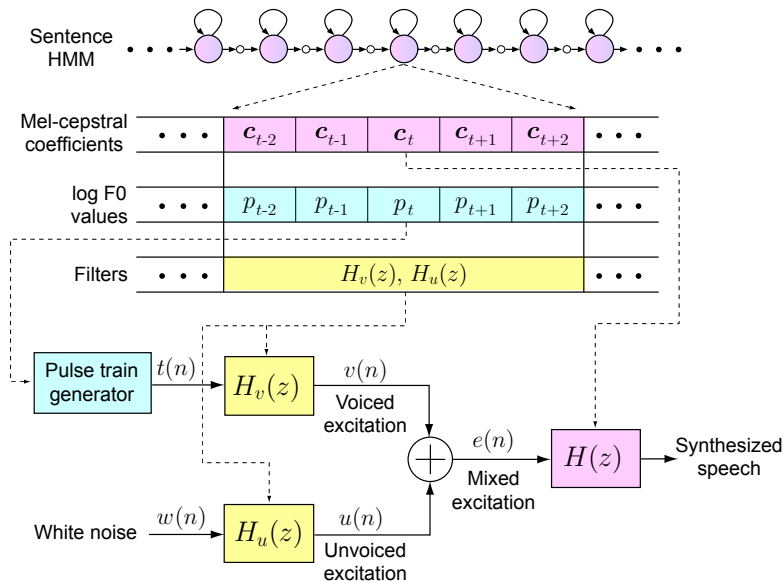 Sentence
HMM
Mel-cepstral
coefficients
• • • c_{t-2} c_{t-1} c_t c_{t+1} c_{t+2} • • •
log F0
values
• • • p_{t-2} p_{t-1} p_t p_{t+1} p_{t+2} • • •
Filters • • • H_v(z), H_u(z) • • •
Pulse train
generator
t(n)
H_v(z)
v(n)
Voiced
excitation
e(n)
Mixed
excitation
H(z)
Synthesized
speech
White noise
w(n)
H_u(z)
u(n)
Unvoiced
excitation